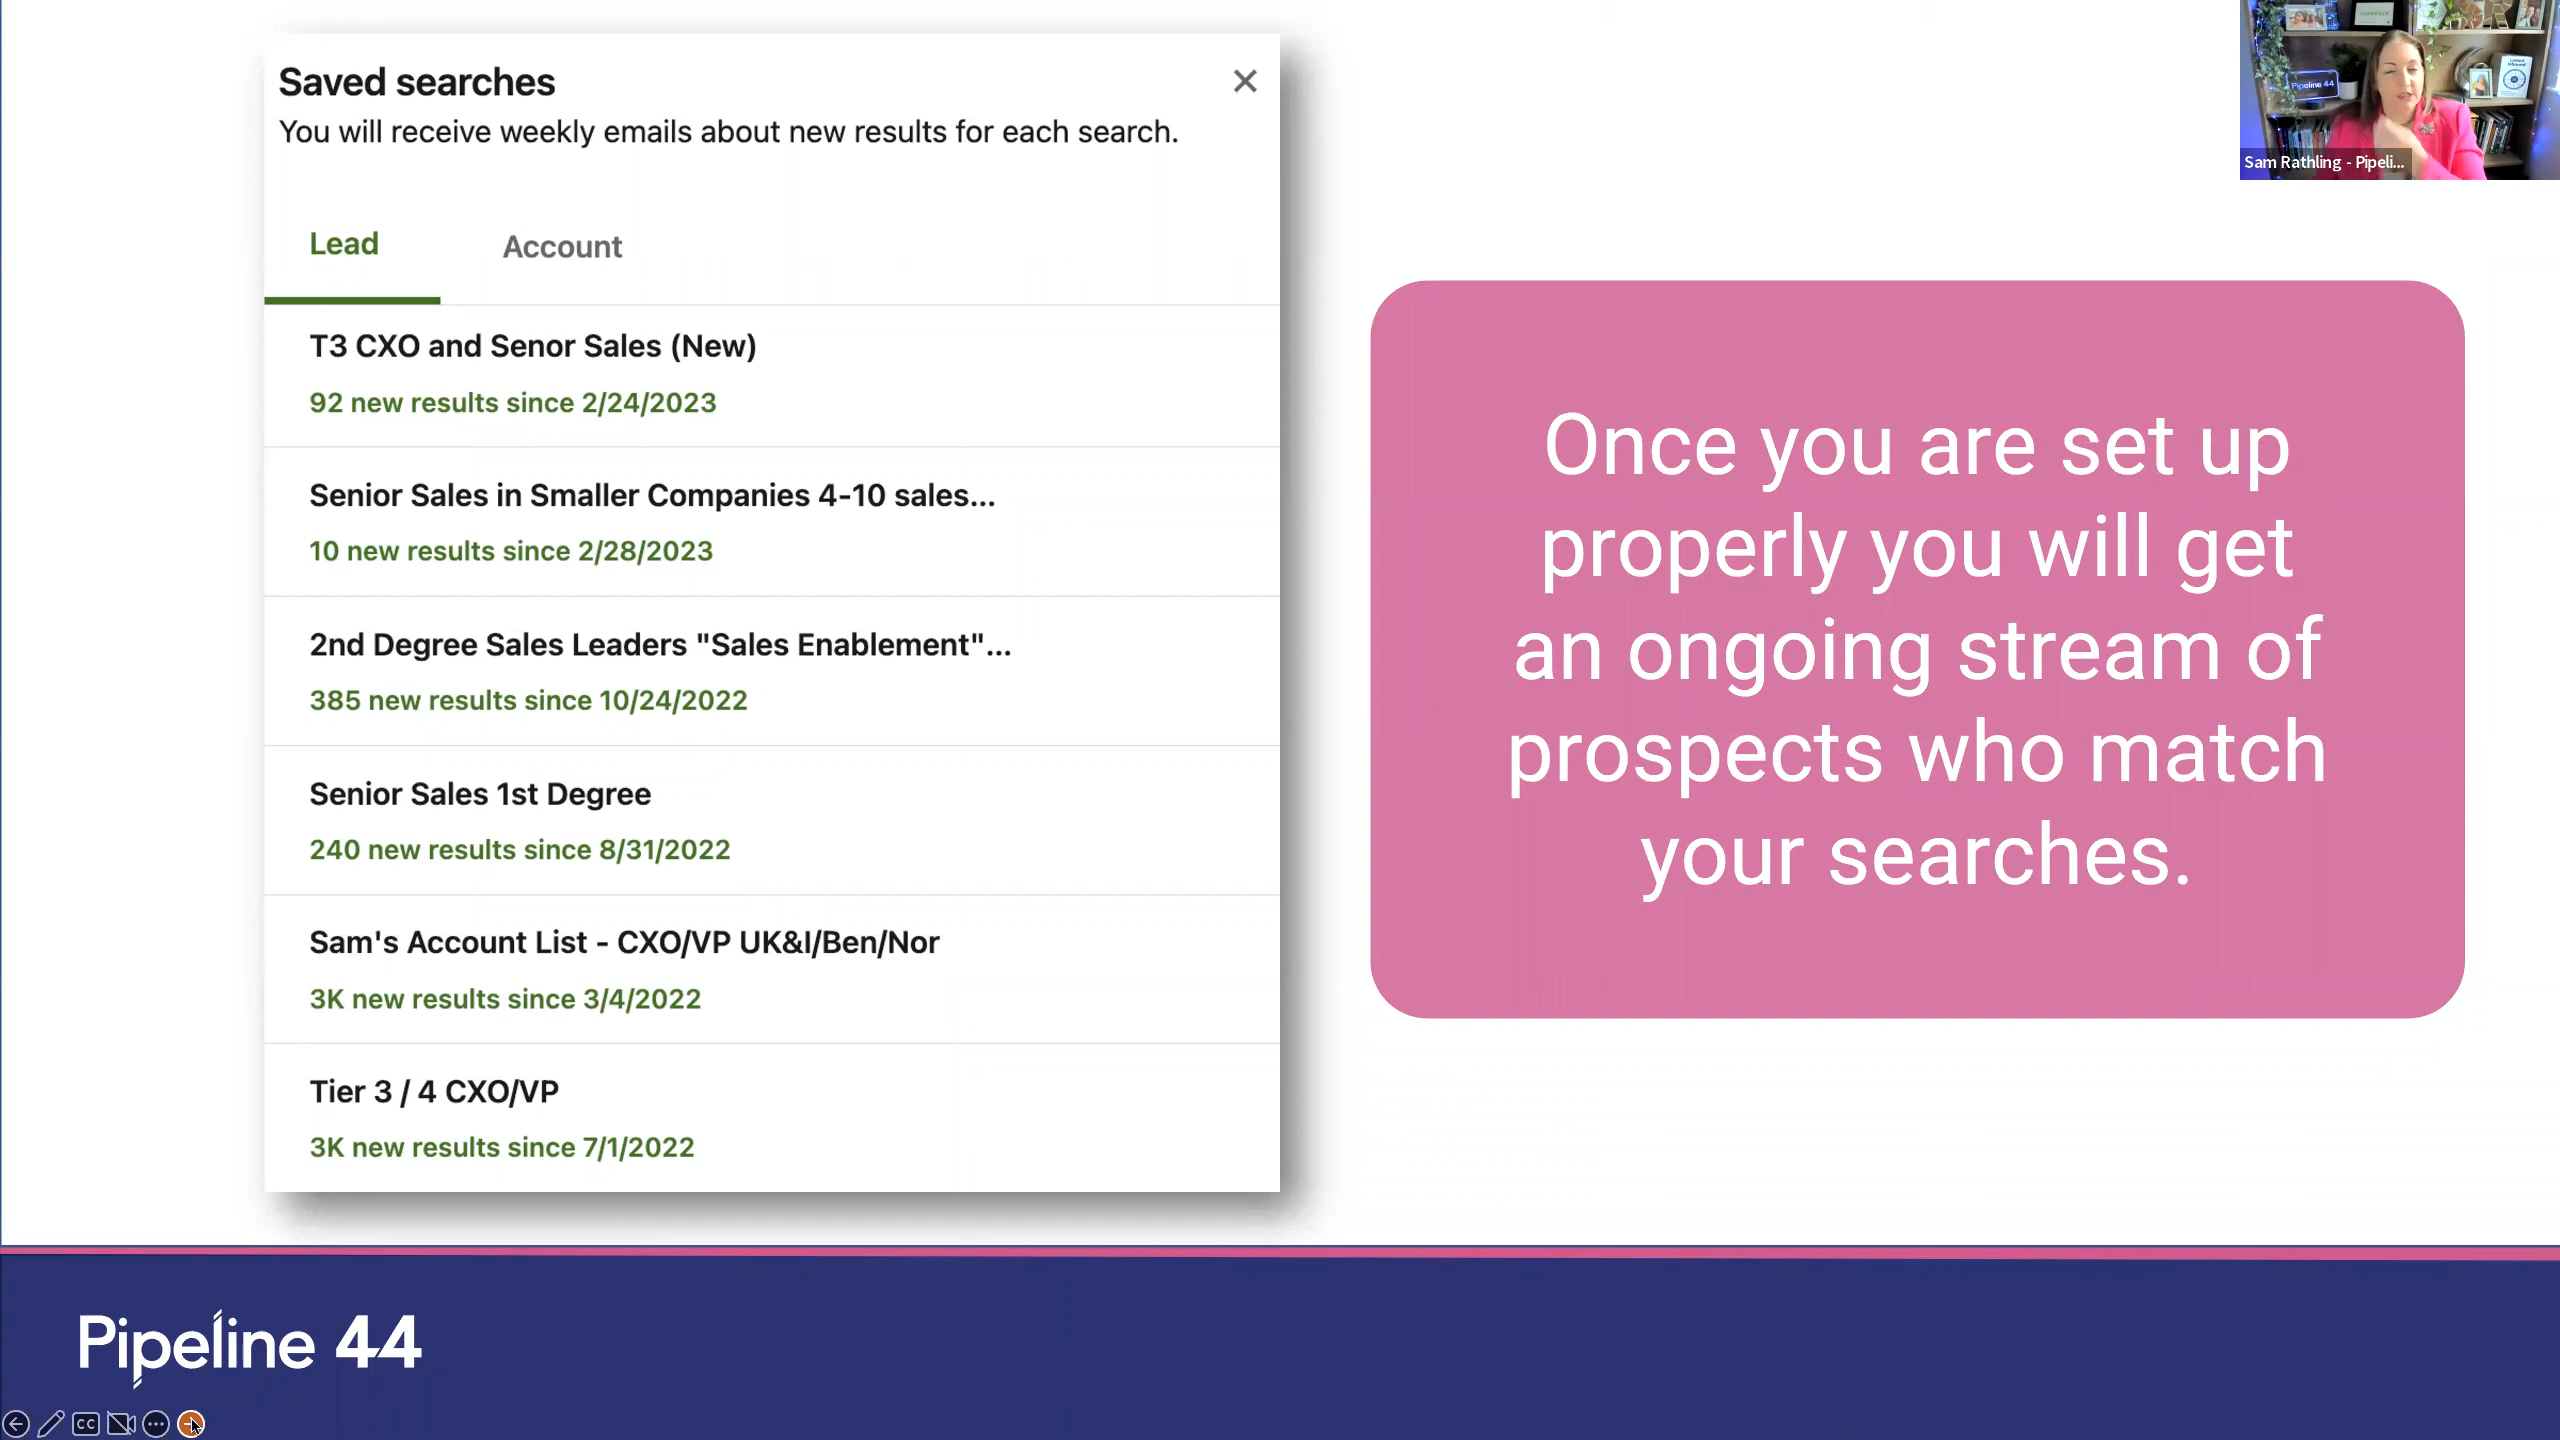 Saved searches
You will receive weekly emails about new results for each search.
Lead
Account
T3 CXO and Senor Sales (New)
92 new results since 2/24/2023
Senior Sales in Smaller Companies 4-10 sales...
10 new results since 2/28/2023
2nd Degree Sales Leaders "Sales Enablement"...
385 new results since 10/24/2022
Senior Sales 1st Degree
240 new results since 8/31/2022
Sam's Account List - CXO/VP UK&I/Ben/Nor
3K new results since 3/4/2022
Tier 3 / 4 CXO/VP
3K new results since 7/1/2022
Pipeline 44
Sam Rathling - Pipeli...
Once you are set up
properly you will get
an ongoing stream of
prospects who match
your searches.
Pipeline 44
CC